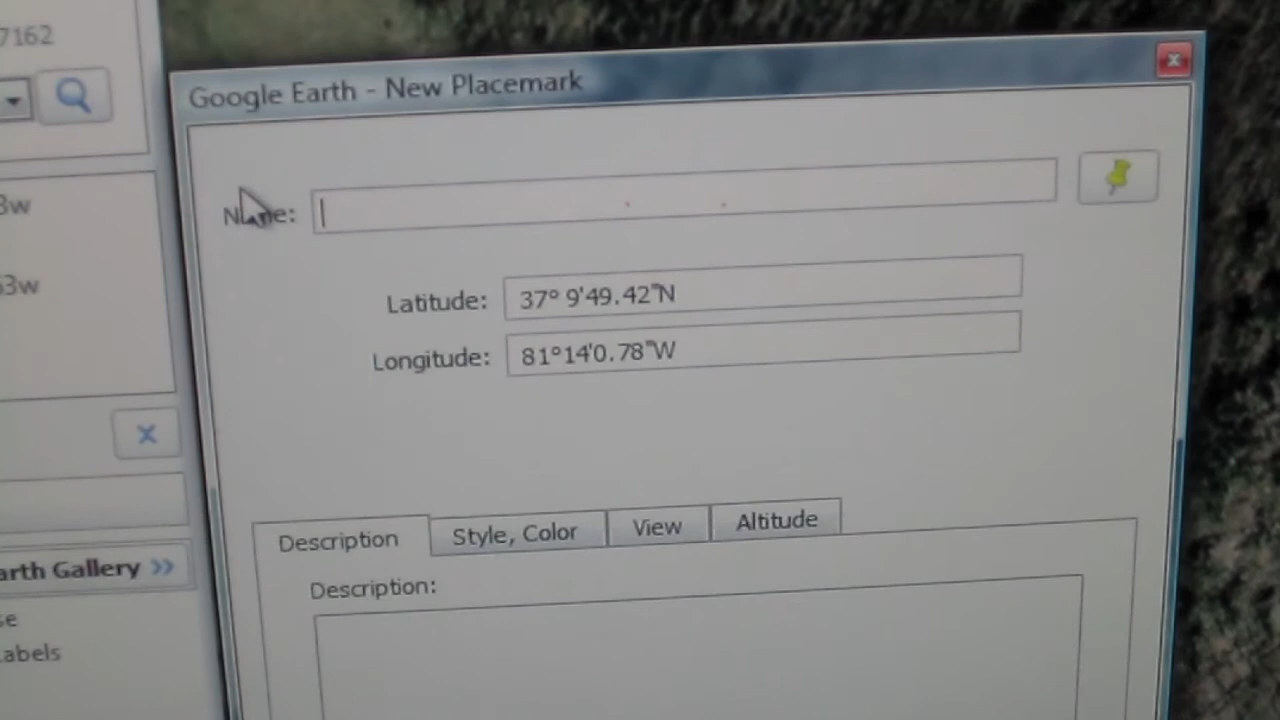 7162
Google Earth - New Placemark
3w
Name:
53w
Latitude: 37° 9'49.42"N
Longitude: 81°14'0.78"W
Description Style, Color View Altitude
arth Gallery >>
Description:
se
abels